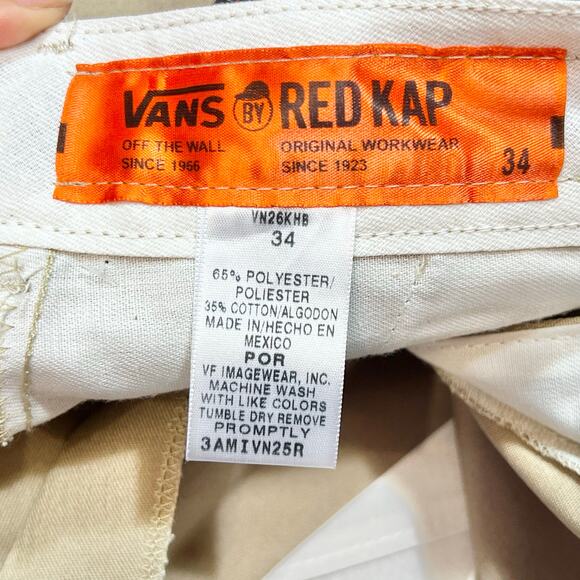 VANS BY RED KAP
OFF THE WALL ORIGINAL WORKWEAR
SINCE 1966 SINCE 1923 34
VN26KHB
34
65% POLYESTER/
POLIESTER
35% COTTON/ALGODON
MADE IN/HECHO EN
MEXICO
POR
VF IMAGEWEAR, INC.
MACHINE WASH
WITH LIKE COLORS
TUMBLE DRY REMOVE
PROMPTLY
3AMIVN25R